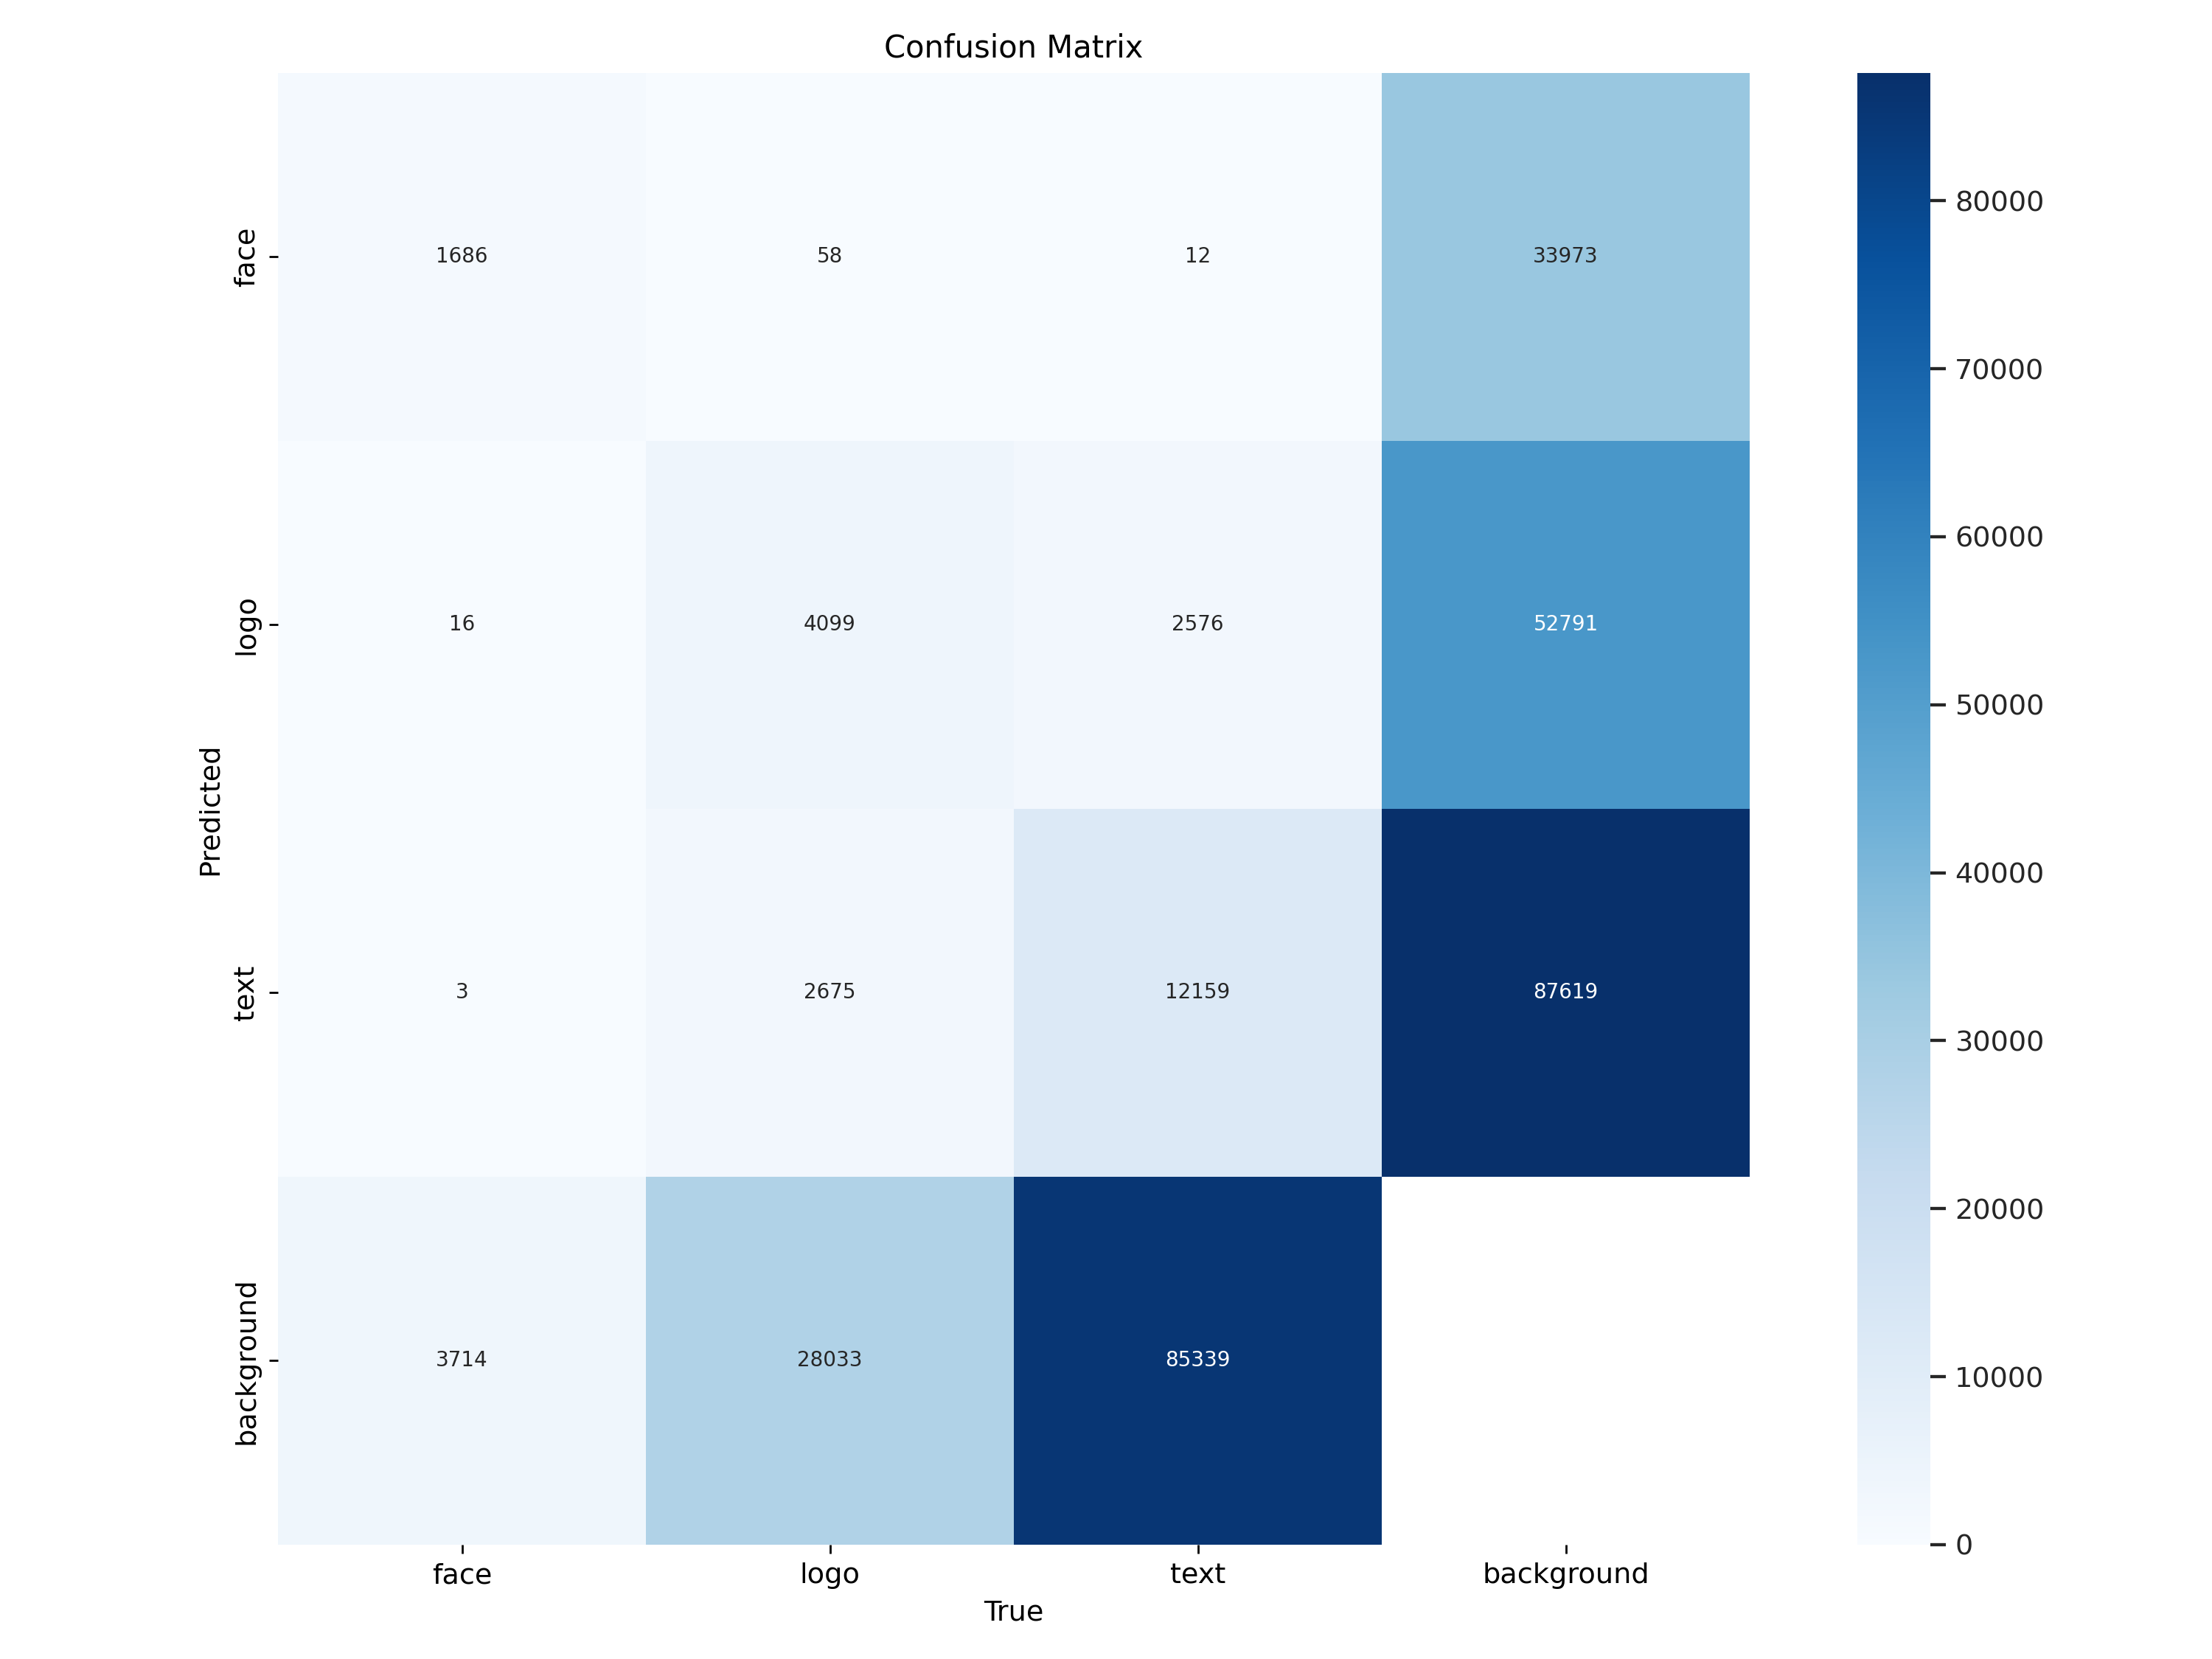 Confusion Matrix
face 1686 58 12 33973
logo 16 4099 2576 52791
text 3 2675 12159 87619
background 3714 28033 85339
face logo text background
True
Predicted
80000
70000
60000
50000
40000
30000
20000
10000
0